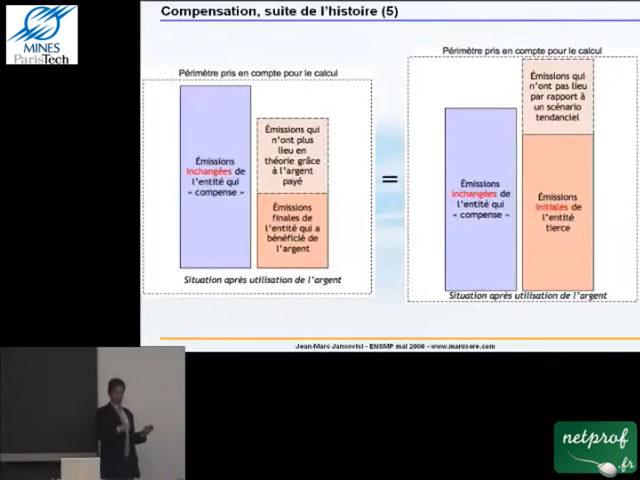 Compensation, suite de l'histoire (5)
MINES
ParisTech
Périmètre pris en compte pour le calcul
Émissions
inchangées de
l'entité qui
« compense »
Émissions qui
n'ont plus
lieu en
théorie grâce
à l'argent
payé
Émissions
finales de
l'entité qui a
bénéficié de
l'argent
Situation après utilisation de l'argent
=
Périmètre pris en compte pour le calcul
Émissions
inchangées de
l'entité qui
« compense »
Émissions qui
n'ont pas lieu
par rapport à
un scénario
tendanciel
Émissions
initiales de
l'entité
tierce
Situation après utilisation de l'argent
Jean-Marc Jancovici - ENSMP mai 2008 - www.manicore.com
netprof
.fr